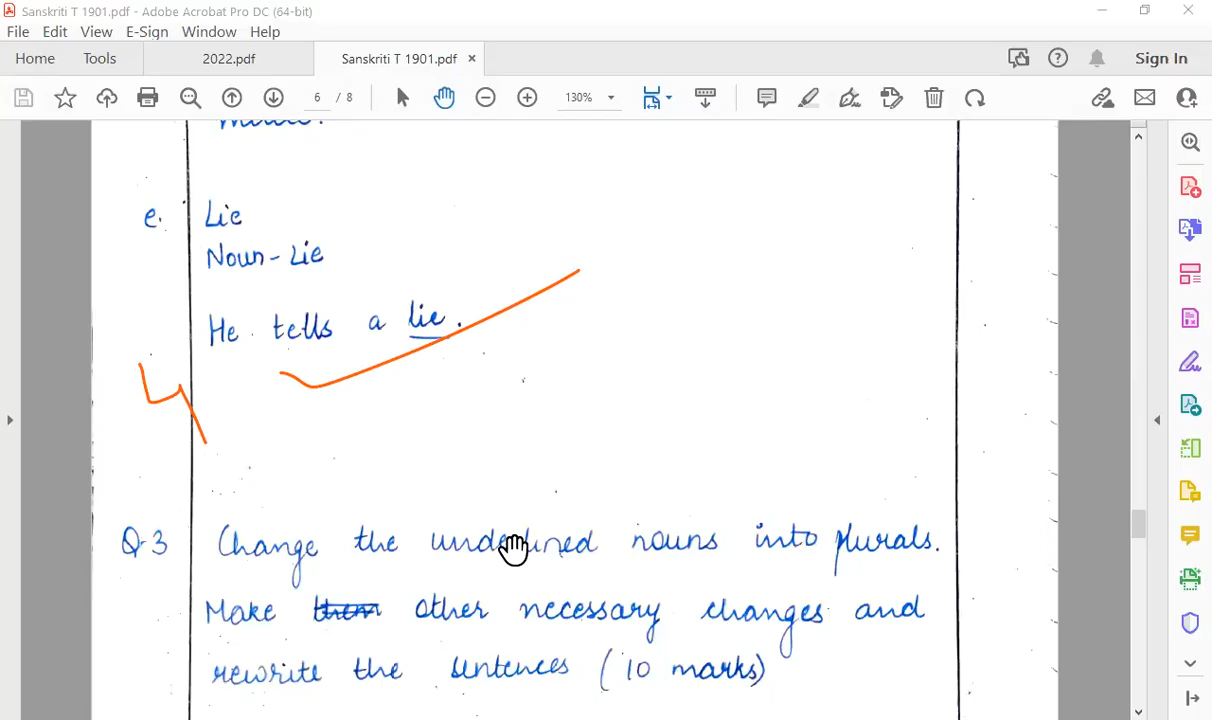 Sanskriti T 1901.pdf - Adobe Acrobat Pro DC (64-bit)
File Edit View E-Sign Window Help
Home Tools 2022.pdf Sanskriti T 1901.pdf × Sign In
6 / 8 130%
e. Lie
Noun - Lie
He tells a lie.
4
Q.3 Change the underlined nouns into plurals.
Make other necessary changes and
rewrite the sentences (10 marks)